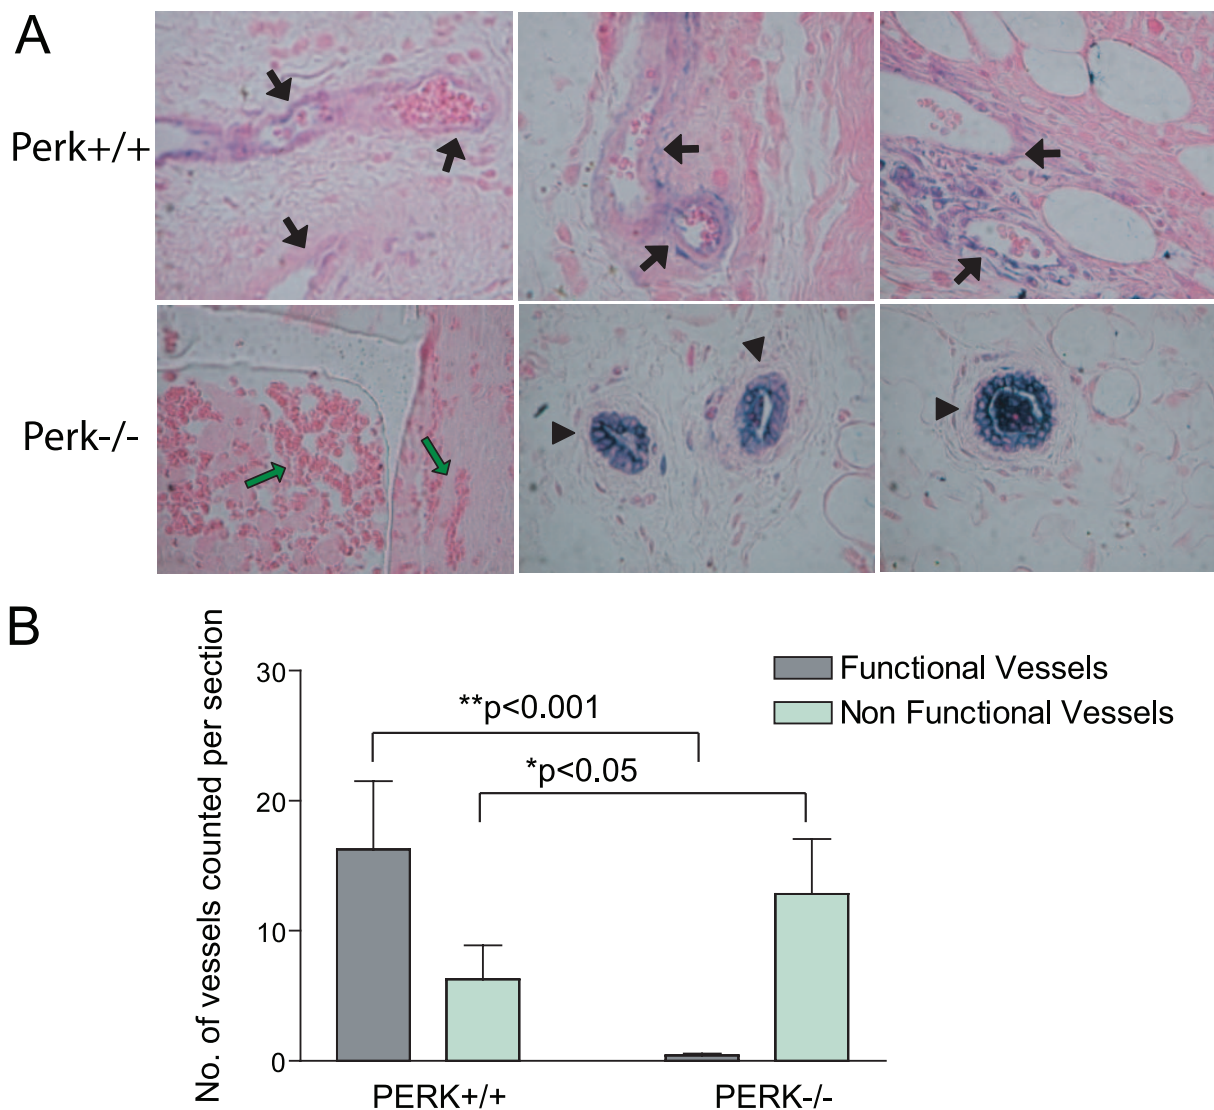 A
Perk+/+
Perk-/-
B
No. of vessels counted per section
30
20
10
0
**p<0.001
*p<0.05
Functional Vessels
Non Functional Vessels
PERK+/+
PERK-/-